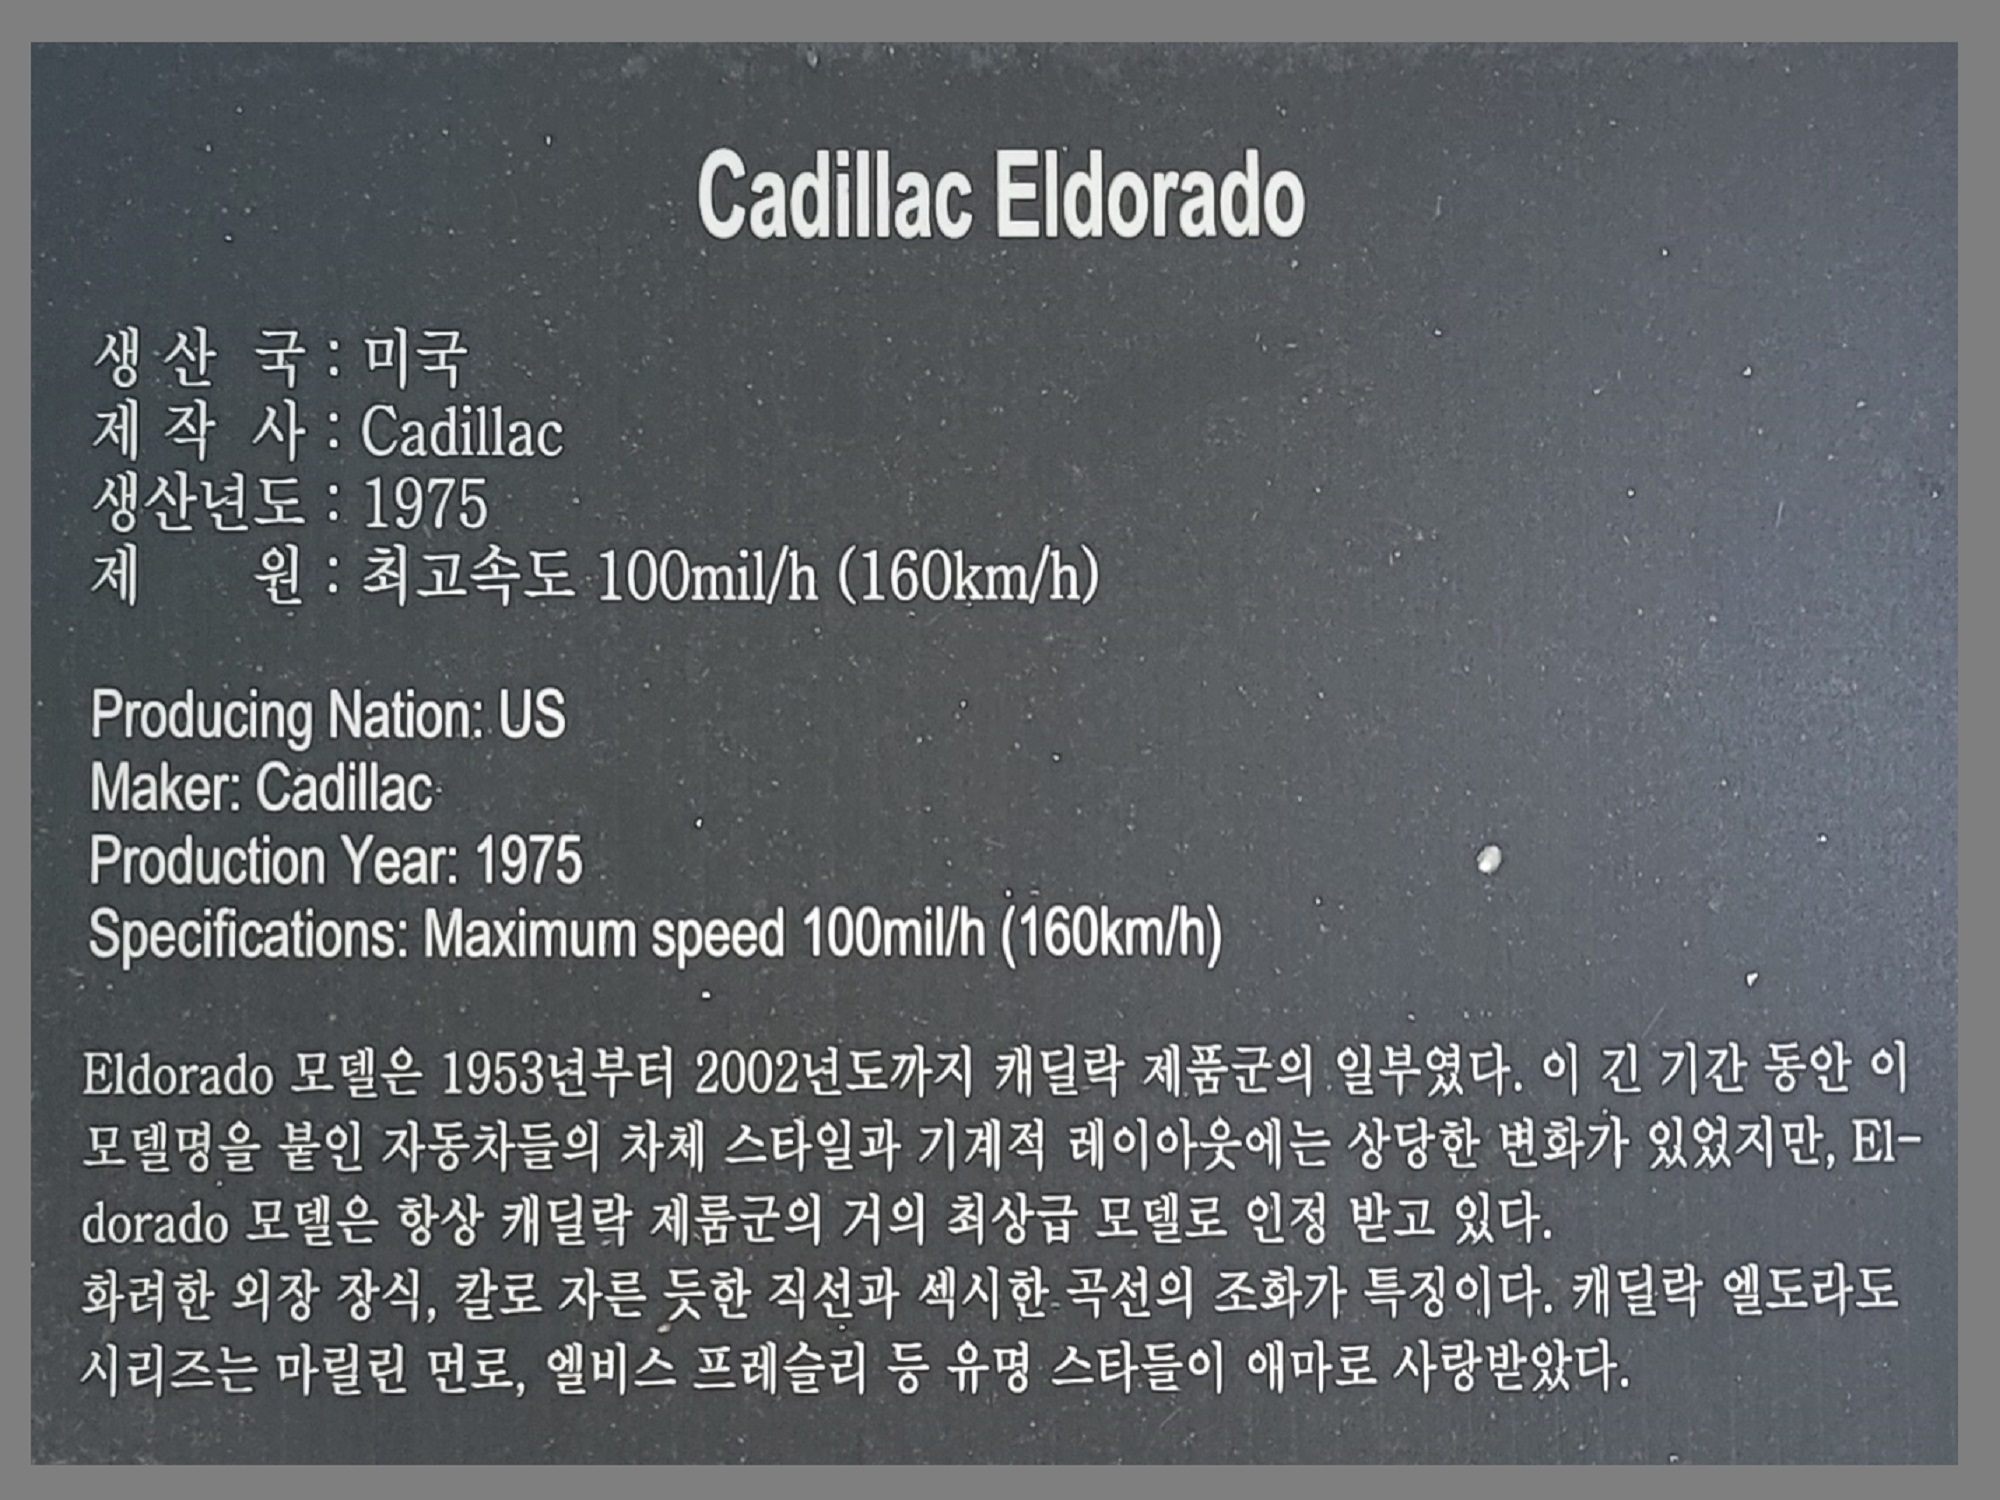 Cadillac Eldorado
생 산 국 : 미국
제 작 사 : Cadillac
생산년도 : 1975
제 원 : 최고속도 100mil/h (160km/h)
Producing Nation: US
Maker: Cadillac
Production Year: 1975
Specifications: Maximum speed 100mil/h (160km/h)
Eldorado 모델은 1953년부터 2002년도까지 캐딜락 제품군의 일부였다. 이 긴 기간 동안 이
모델명을 붙인 자동차들의 차체 스타일과 기계적 레이아웃에는 상당한 변화가 있었지만, El-
dorado 모델은 항상 캐딜락 제룸군의 거의 최상급 모델로 인정 받고 있다.
화려한 외장 장식, 칼로 자른 듯한 직선과 섹시한 곡선의 조화가 특징이다. 캐딜락 엘도라도
시리즈는 마릴린 먼로, 엘비스 프레슬리 등 유명 스타들이 애마로 사랑받았다.